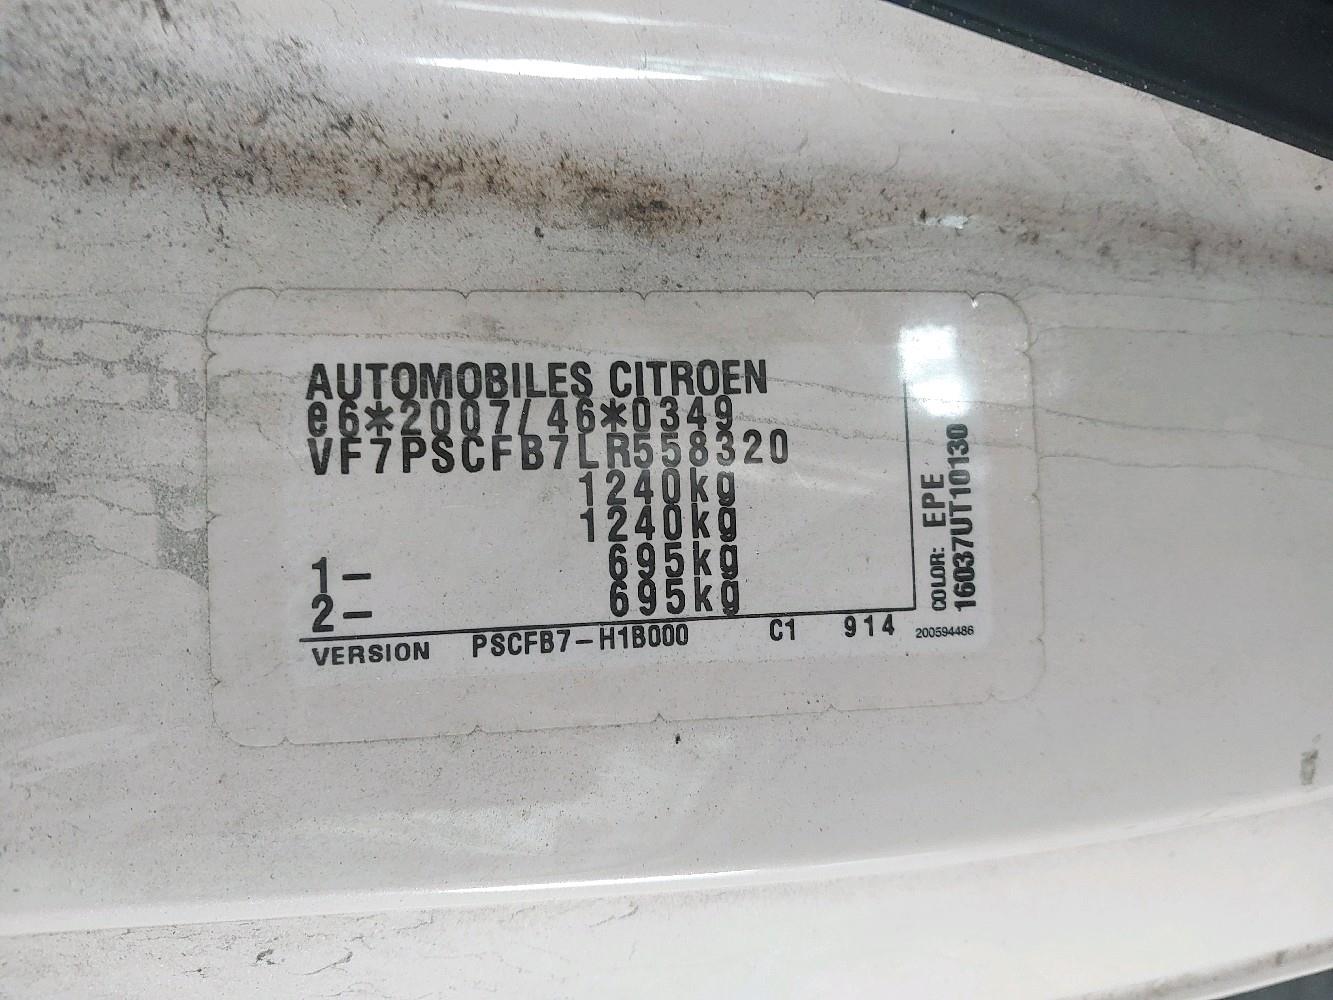 AUTOMOBILES CITROEN
e6*2007/46*0349
VF7PSCFB7LR558320
1240kg
1240kg
1- 695kg
2- 695kg
VERSION PSCFB7-H1B000 C1 914
COLOR: EPE
16037UT10130
200594486